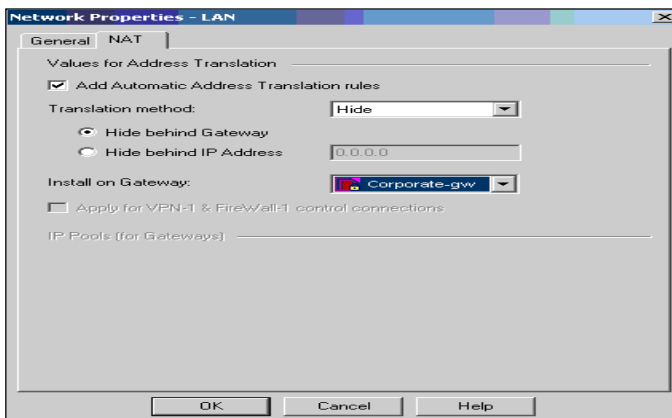 Network Properties - LAN
General NAT
Values for Address Translation
Add Automatic Address Translation rules
Translation method: Hide
Hide behind Gateway
Hide behind IP Address 0.0.0.0
Install on Gateway: Corporate-gw
Apply for VPN-1 & FireWall-1 control connections
IP Pools (for Gateways)
OK Cancel Help